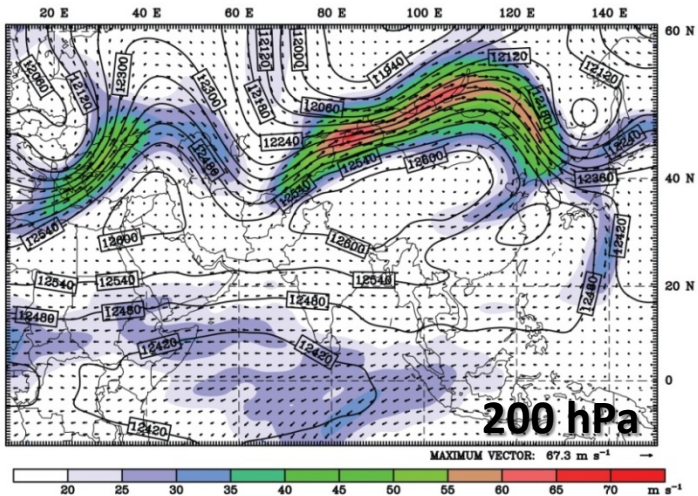 20 E 40 E 60 E 80 E 100 E 120 E 140 E
60 N
12120 12000 11940 12120
12300 12300 12120
12060 12120 12180 12060 12180
12240 12240
12480 12540 12600 12360
40 N
12540 12540
12600 12600 12420
12540 12540 12540 20 N
12480 12480 12480 12480
12420 12420
0
12420
200 hPa
MAXIMUM VECTOR: 67.3 m s⁻¹
20 25 30 35 40 45 50 55 60 65 70 m s⁻¹